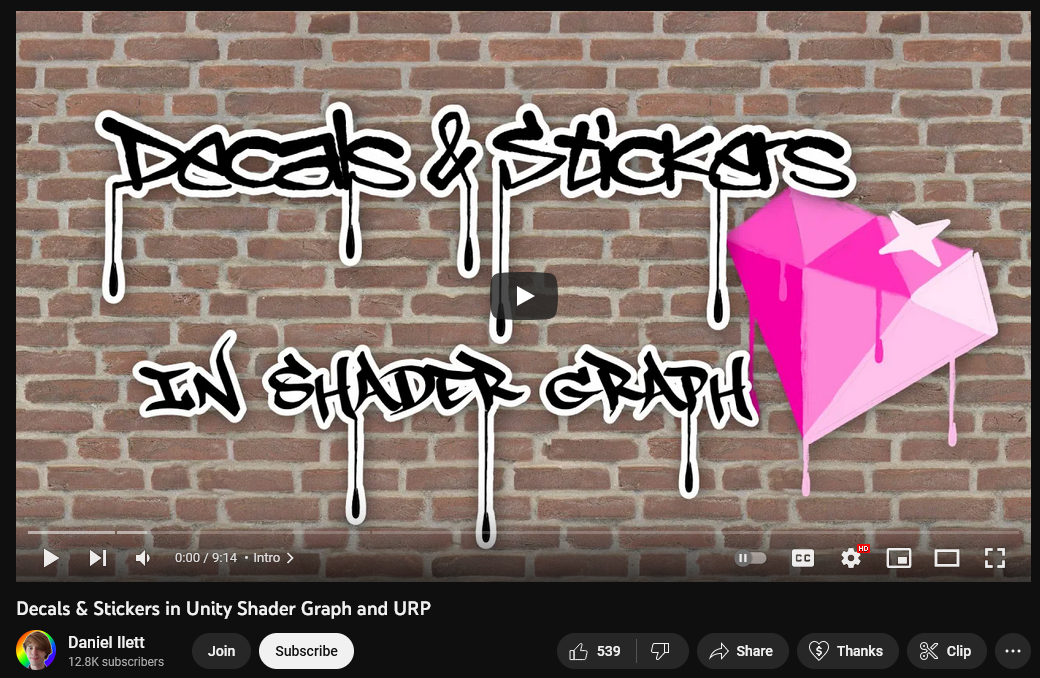 Decals & Stickers
IN SHADER GRAPH
0:00 / 9:14 • Intro
CC
HD
Decals & Stickers in Unity Shader Graph and URP
Daniel Ilett
12.8K subscribers
Join
Subscribe
539
Share
Thanks
Clip